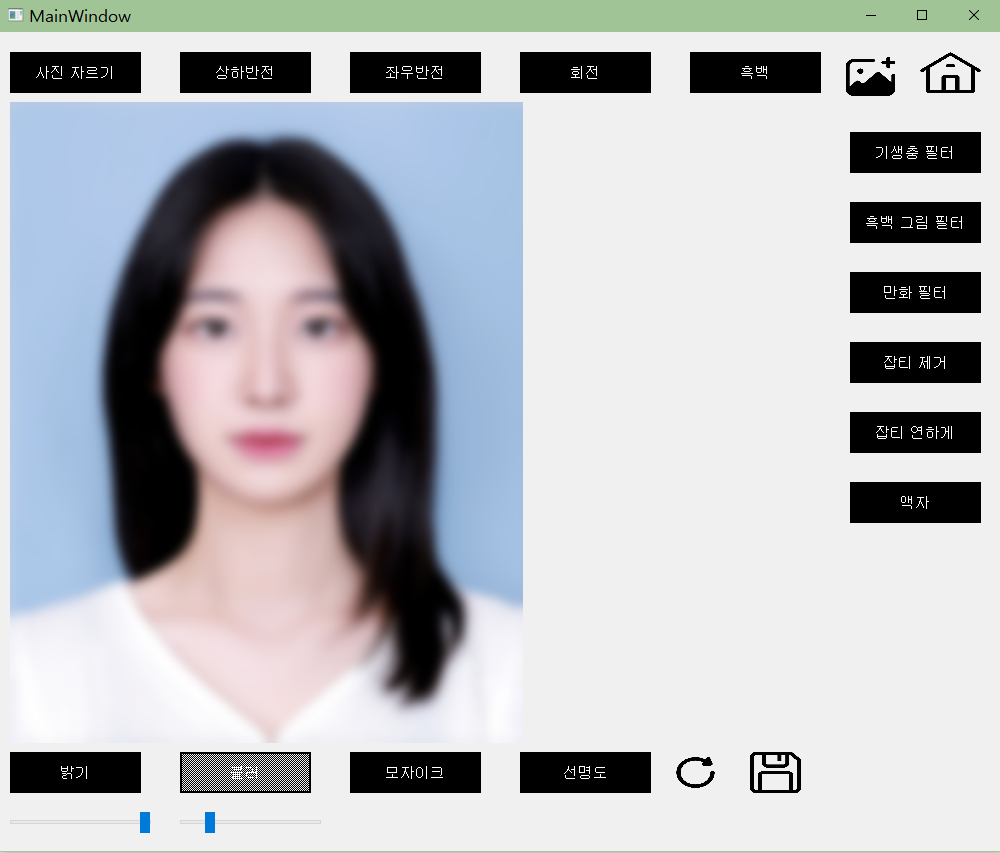 MainWindow
사진 자르기
상하반전
좌우반전
회전
흑백
기생충 필터
흑백 그림 필터
만화 필터
잡티 제거
잡티 연하게
액자
밝기
모자이크
선명도